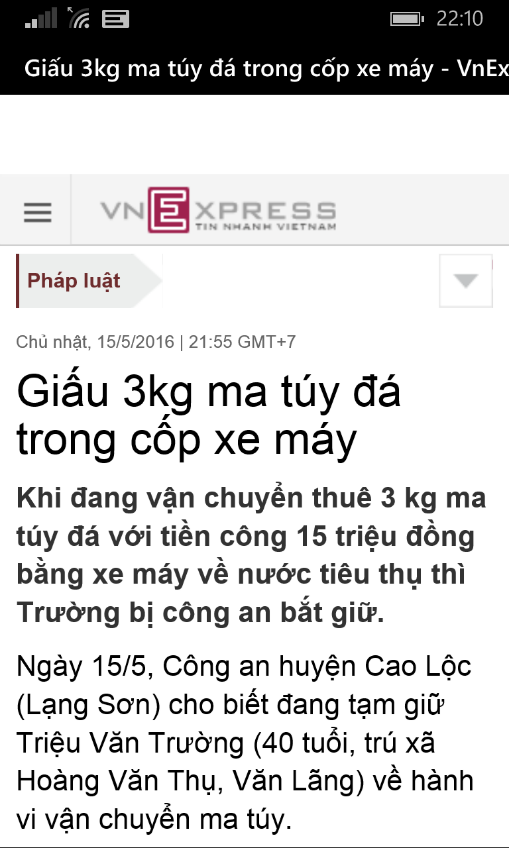 22:10
Giấu 3kg ma túy đá trong cốp xe máy - VnEx
VNEXPRESS
TIN NHANH VIETNAM
Pháp luật
Chủ nhật, 15/5/2016 | 21:55 GMT+7
Giấu 3kg ma túy đá
trong cốp xe máy
Khi đang vận chuyển thuê 3 kg ma
túy đá với tiền công 15 triệu đồng
bằng xe máy về nước tiêu thụ thì
Trường bị công an bắt giữ.
Ngày 15/5, Công an huyện Cao Lộc
(Lạng Sơn) cho biết đang tạm giữ
Triệu Văn Trường (40 tuổi, trú xã
Hoàng Văn Thụ, Văn Lãng) về hành
vi vận chuyển ma túy.